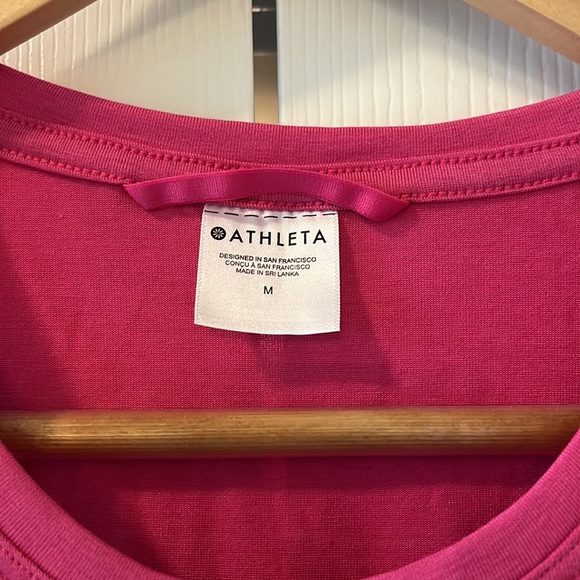 ATHLETA
DESIGNED IN SAN FRANCISCO
CONÇU À SAN FRANCISCO
MADE IN SRI LANKA
M